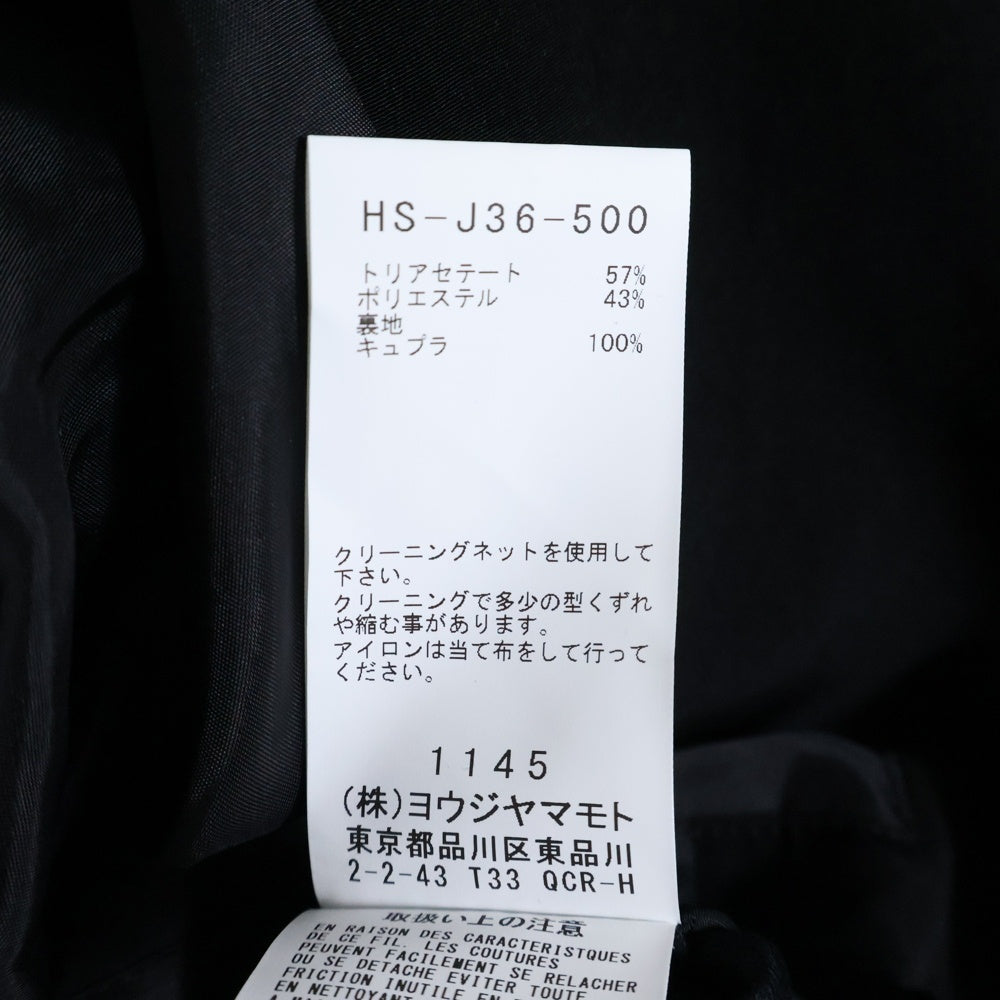 HS-J36-500
トリアセテート 57%
ポリエステル 43%
裏地
キュプラ 100%
クリーニングネットを使用して
下さい。
クリーニングで多少の型くずれ
や縮む事があります。
アイロンは当て布をして行って
ください。
1145
(株)ヨウジヤマモト
東京都品川区東品川
2-2-43 T33 QCR-H
取扱い上の注意
EN RAISON DES CARACTERISTQUES
DE CE FIL. LES COUTURES
PEUVENT FACILEMENT SE RELACHER
OU SE DETACHE EVITER TOUTE
FRICTION INUTILE EN
EN NETTOYANT